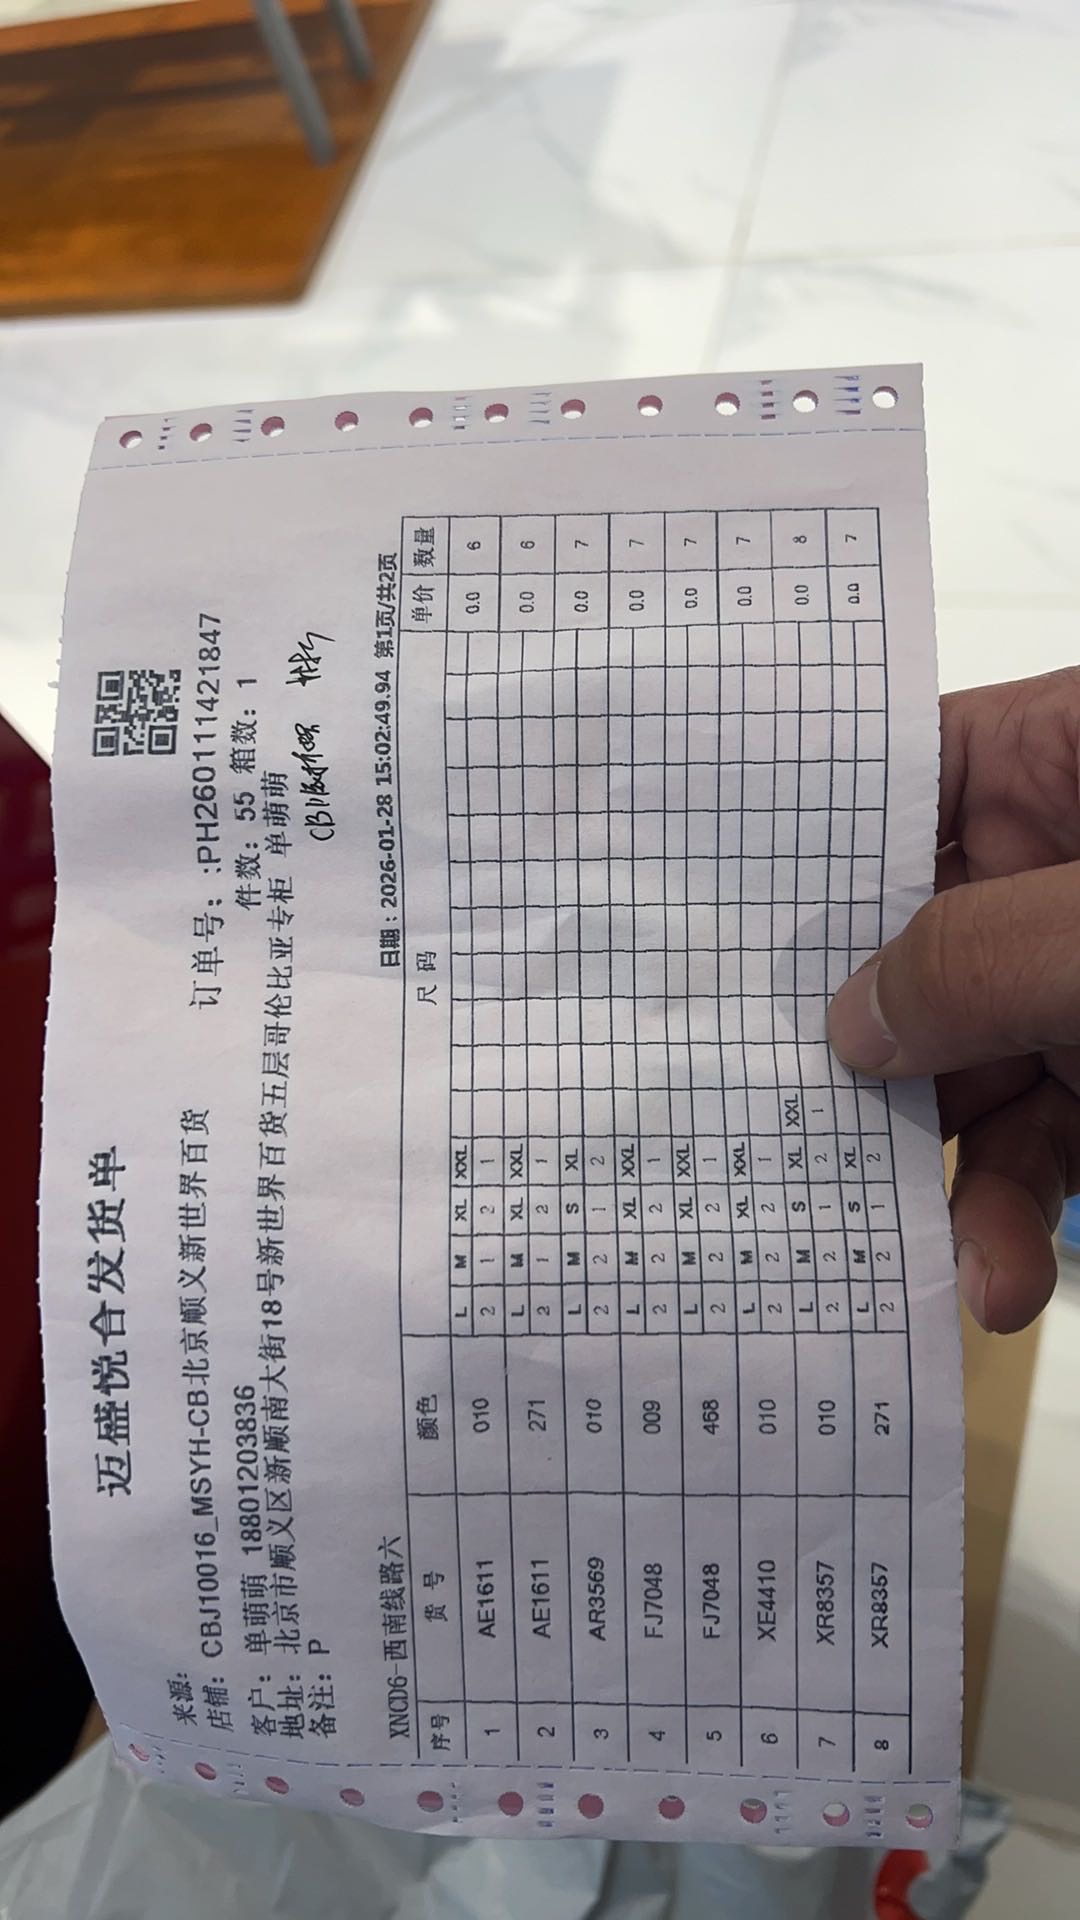 迈盛悦合发货单
来源:
店铺: CBJ10016_MSYH-CB北京顺义新世界百货 订单号: :PH260111421847
客户: 单萌萌 18801203836 件数: 55 箱数: 1
地址: 北京市顺义区新顺南大街18号新世界百货五层哥伦比亚专柜 单萌萌
备注: P
CB
XNCD6-西南线路六 日期: 2026-01-28 15:02:49.94 第1页/共2页
序号 货号 颜色 尺码 单价 数量
L M XL XXL
1 AE1611 010 2 1 2 1 0.0 6
L M XL XXL
2 AE1611 271 2 1 2 1 0.0 6
L M S XL
3 AR3569 010 2 2 1 2 0.0 7
L M XL XXL
4 FJ7048 009 2 2 2 1 0.0 7
L M XL XXL
5 FJ7048 468 2 2 2 1 0.0 7
L M XL XXL
6 XE4410 010 2 2 2 1 0.0 7
L M S XL XXL
7 XR8357 010 2 2 1 2 1 0.0 8
L M S XL
8 XR8357 271 2 2 1 2 0.0 7